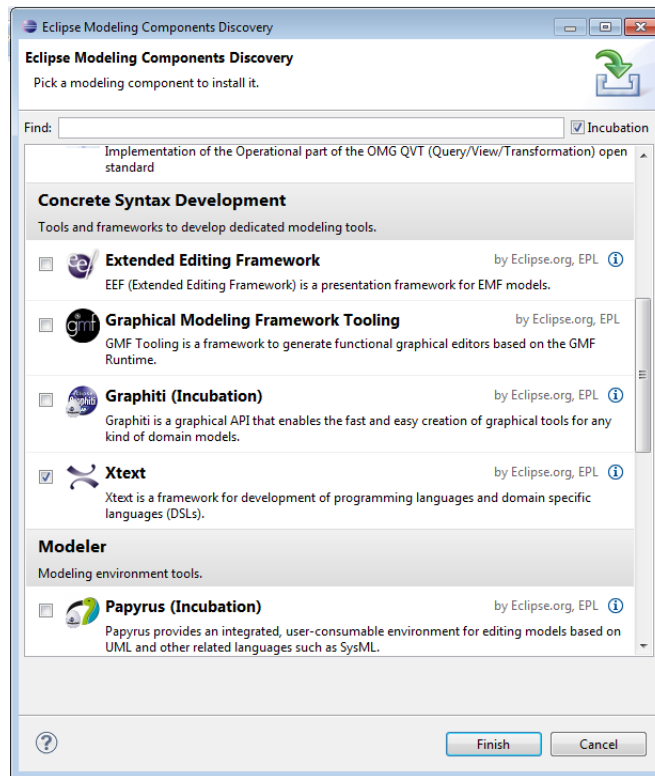 Eclipse Modeling Components Discovery
Eclipse Modeling Components Discovery
Pick a modeling component to install it.
Find:
Incubation
Implementation of the Operational part of the OMG QVT (Query/View/Transformation) open
standard
Concrete Syntax Development
Tools and frameworks to develop dedicated modeling tools.
Extended Editing Framework by Eclipse.org, EPL
EEF (Extended Editing Framework) is a presentation framework for EMF models.
gmf
Graphical Modeling Framework Tooling by Eclipse.org, EPL
GMF Tooling is a framework to generate functional graphical editors based on the GMF
Runtime.
Graphiti (Incubation) by Eclipse.org, EPL
Graphiti is a graphical API that enables the fast and easy creation of graphical tools for any
kind of domain models.
Xtext by Eclipse.org, EPL
Xtext is a framework for development of programming languages and domain specific
languages (DSLs).
Modeler
Modeling environment tools.
Papyrus (Incubation) by Eclipse.org, EPL
Papyrus provides an integrated, user-consumable environment for editing models based on
UML and other related languages such as SysML.
Finish
Cancel